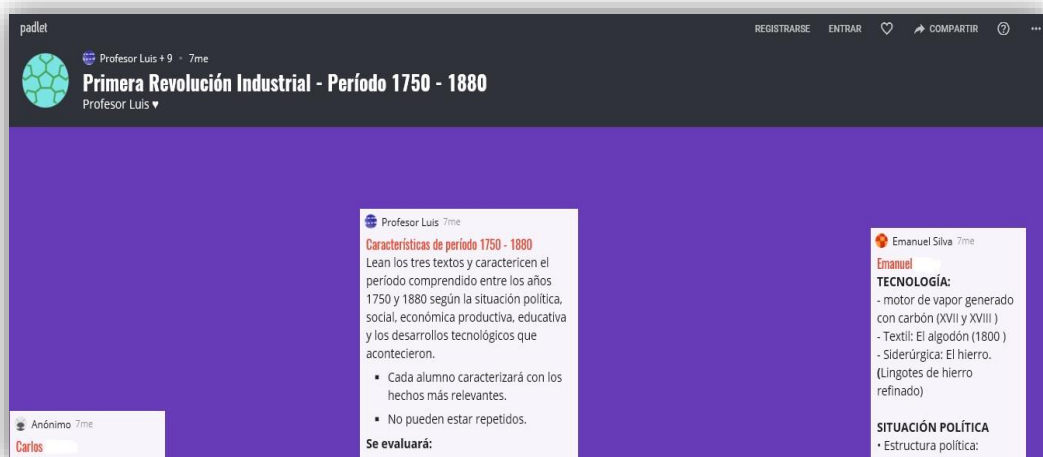 padlet
REGISTRARSE ENTRAR COMPARTIR
Profesor Luis + 9 • 7me
Primera Revolución Industrial - Período 1750 - 1880
Profesor Luis ♥
Profesor Luis 7me
Características de período 1750 - 1880
Lean los tres textos y caractericen el
período comprendido entre los años
1750 y 1880 según la situación política,
social, económica productiva, educativa
y los desarrollos tecnológicos que
acontecieron.
▪ Cada alumno caracterizará con los
hechos más relevantes.
▪ No pueden estar repetidos.
Se evaluará:
Emanuel Silva 7me
Emanuel
TECNOLOGÍA:
- motor de vapor generado
con carbón (XVII y XVIII )
- Textil: El algodón (1800 )
- Siderúrgica: El hierro.
(Lingotes de hierro
refinado)
SITUACIÓN POLÍTICA
• Estructura política:
Anónimo 7me
Carlos